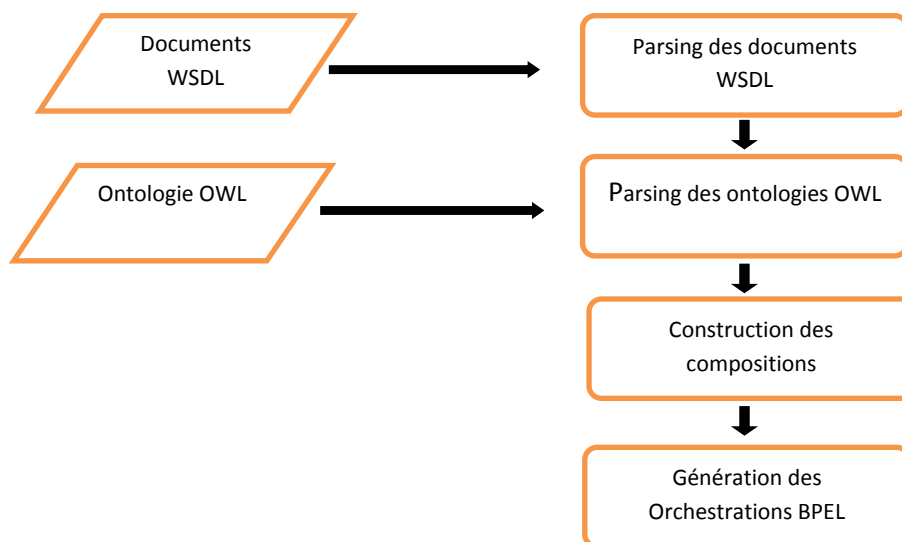 Documents
WSDL
Parsing des documents
WSDL
Ontologie OWL
Parsing des ontologies OWL
Construction des
compositions
Génération des
Orchestrations BPEL